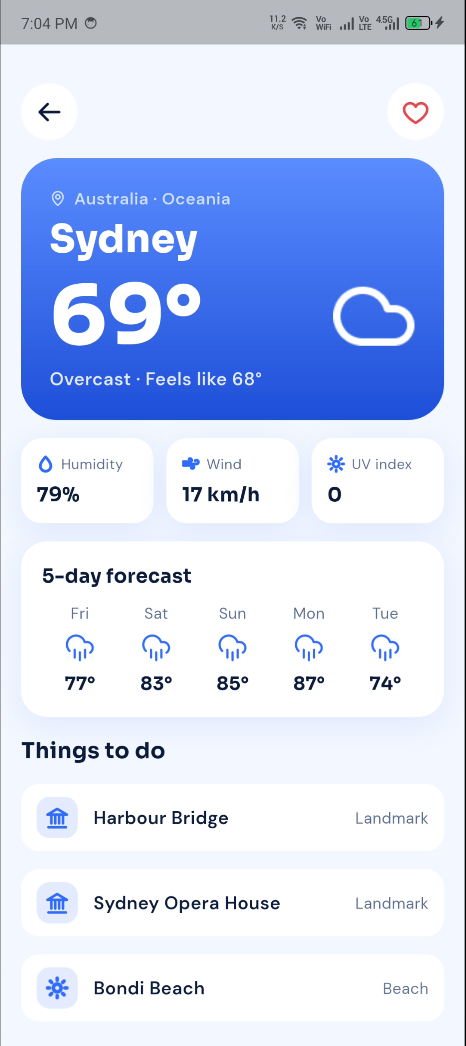 7:04 PM 11.2 K/S Vo WiFi Vo LTE 4.5G 61
Australia · Oceania
Sydney
69°
Overcast · Feels like 68°
Humidity Wind UV index
79% 17 km/h 0
5-day forecast
Fri Sat Sun Mon Tue
77° 83° 85° 87° 74°
Things to do
Harbour Bridge Landmark
Sydney Opera House Landmark
Bondi Beach Beach